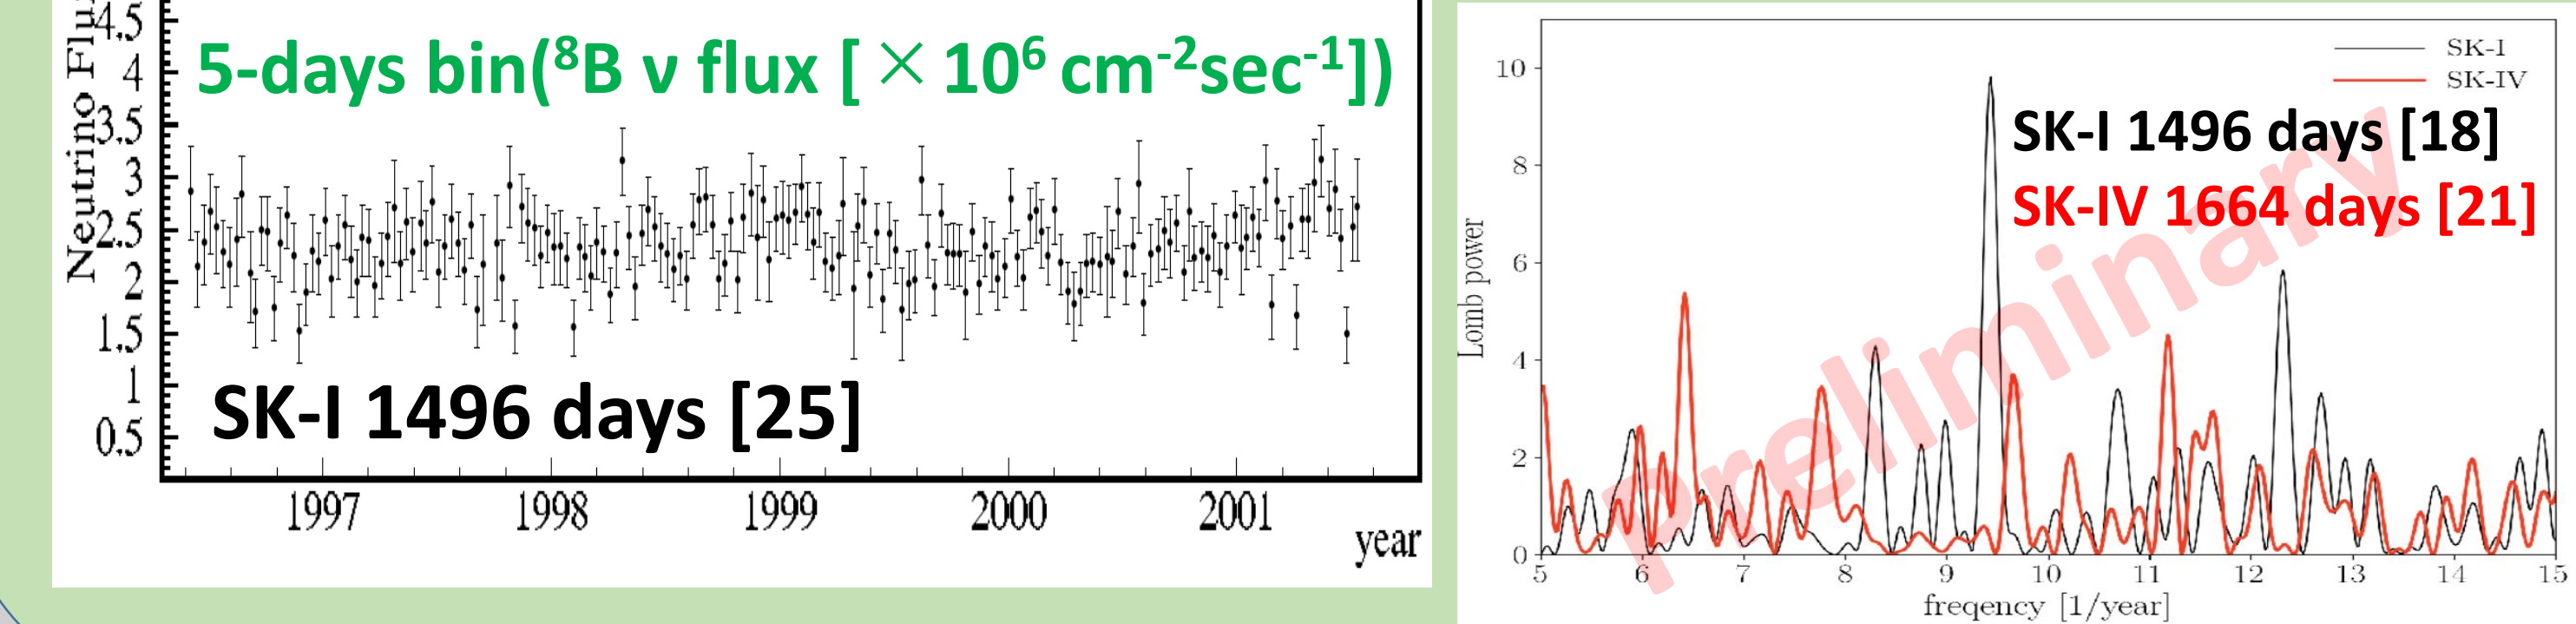 Neutrino Flu
4.5
4
3.5
3
2.5
2
1.5
1
0.5
5-days bin(⁸B ν flux [ ×10⁶ cm⁻²sec⁻¹])
SK-I 1496 days [25]
1997 1998 1999 2000 2001
year
Lomb power
10
8
6
4
2
0
SK-I
SK-IV
SK-I 1496 days [18]
SK-IV 1664 days [21]
preliminary
5 6 7 8 9 10 11 12 13 14 15
freqency [1/year]